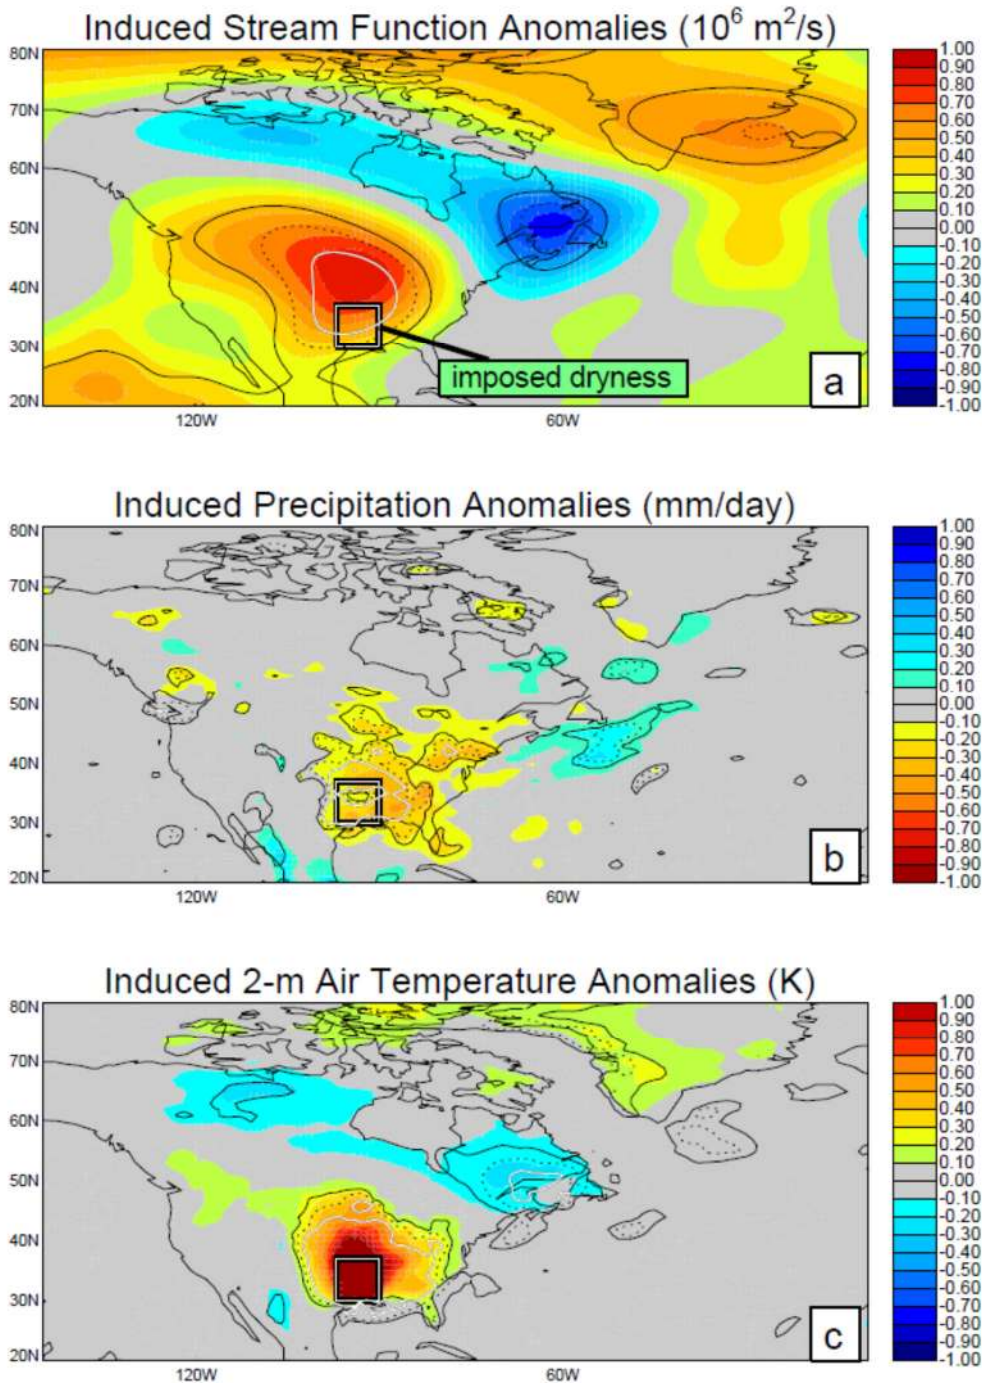 Induced Stream Function Anomalies (10⁶ m²/s)
80N
70N
60N
50N
40N
30N
20N
120W
60W
imposed dryness
a
1.00
0.90
0.80
0.70
0.60
0.50
0.40
0.30
0.20
0.10
0.00
-0.10
-0.20
-0.30
-0.40
-0.50
-0.60
-0.70
-0.80
-0.90
-1.00
Induced Precipitation Anomalies (mm/day)
80N
70N
60N
50N
40N
30N
20N
120W
60W
b
1.00
0.90
0.80
0.70
0.60
0.50
0.40
0.30
0.20
0.10
0.00
-0.10
-0.20
-0.30
-0.40
-0.50
-0.60
-0.70
-0.80
-0.90
-1.00
Induced 2-m Air Temperature Anomalies (K)
80N
70N
60N
50N
40N
30N
20N
120W
60W
c
1.00
0.90
0.80
0.70
0.60
0.50
0.40
0.30
0.20
0.10
0.00
-0.10
-0.20
-0.30
-0.40
-0.50
-0.60
-0.70
-0.80
-0.90
-1.00